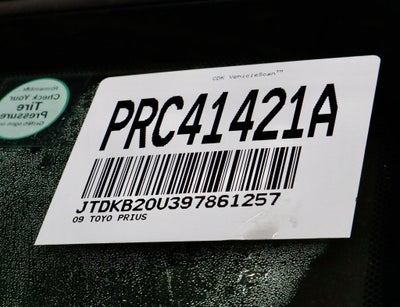 CDK VehicleScan™
PRC41421A
JTDKB20U397861257
09 TOYO PRIUS
Check Your
Tire
Pressure